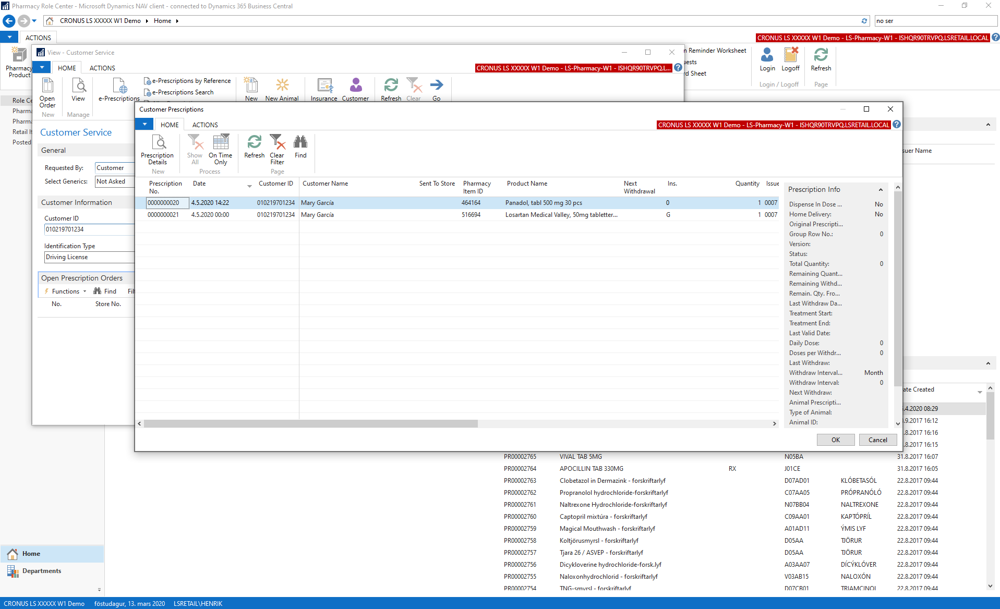 Pharmacy Role Center - Microsoft Dynamics NAV client - connected to Dynamics 365 Business Central
CRONUS LS XXXXX W1 Demo Home
no ser
ACTIONS
CRONUS LS XXXXX W1 Demo - LS-Pharmacy-W1 - ISHQR90TRVPQ.LSRETAIL.LOCAL
Pharmacy
Product
Reminder Worksheet
Login Logoff Refresh
Login / Logoff Page
View - Customer Service
HOME ACTIONS
CRONUS LS XXXXX W1 Demo - LS-Pharmacy-W1 - ISHQR90TRVPQ.L...
Open
Order
View
e-Prescriptions
e-Prescriptions by Reference
e-Prescriptions Search
New New Animal Insurance Customer Refresh Clear Go
New Manage
Customer Service
General
Requested By: Customer
Select Generics: Not Asked
Customer Information
Customer ID
010219701234
Identification Type
Driving License
Open Prescription Orders
Functions Find
No. Store No.
Customer Prescriptions
HOME ACTIONS
CRONUS LS XXXXX W1 Demo - LS-Pharmacy-W1 - ISHQR90TRVPQ.LSRETAIL.LOCAL
Prescription
Details
Show
All
On Time
Only
Refresh
Clear
Filter
Find
New Process Page
Prescription
No.
Date Customer ID Customer Name Sent To Store
Pharmacy
Item ID
Product Name
Next
Withdrawal
Ins. Quantity Issue
0000000020 4.5.2020 14:22 010219701234 Mary García 464164 Panadol, tabl 500 mg 30 pcs 0 1 0007
0000000021 4.5.2020 00:00 010219701234 Mary García 516694 Losartan Medical Valley, 50mg tabletter... G 1 0007
Prescription Info
Dispense In Dose ... No
Home Delivery: No
Original Prescripti...
Group Row No.: 0
Version:
Status:
Total Quantity: 0
Remaining Quant...
Remaining Withd...
Remain. Qty. Fro...
Last Withdraw Da...
Treatment Start:
Treatment End:
Last Valid Date:
Daily Dose: 0
Doses per Withdr... 0
Last Withdraw:
Withdraw Interval... Month
Withdraw Interval: 0
Next Withdraw:
Animal Prescripti...
Type of Animal:
Animal ID:
OK Cancel
suer Name
ate Created
.4.2020 08:29
.9.2017 16:12
.8.2017 16:16
.8.2017 16:15
PR00002765 VIVAL TAB 5MG N05BA 31.8.2017 16:07
PR00002764 APOCILLIN TAB 330MG RX J01CE 31.8.2017 16:05
PR00002763 Clobetazol in Dermazink - forskriftarlyf D07AD01 KLÓBETASÓL 22.8.2017 09:44
PR00002762 Propranolol hydrochloride-forskriftarlyf C07AA05 PRÓPRANÓLÓ 22.8.2017 09:44
PR00002761 Naltrexone Hydrochloride-forskriftarlyf N07BB04 NALTREXONE 22.8.2017 09:44
PR00002760 Captopril mixtúra - forskriftarlyf C09AA01 KAPTÓPRÍL 22.8.2017 09:44
PR00002759 Magical Mouthwash - forskriftarlyf A01AD11 ÝMIS LYF 22.8.2017 09:44
PR00002758 Koltjörusmyrsl - forskriftarlyf D05AA TJÖRUR 22.8.2017 09:44
PR00002757 Tjara 26 / ASVEP - forskriftarlyf D05AA TJÖRUR 22.8.2017 09:44
PR00002756 Dicykloverine hydrochloride-forsk.lyf A03AA07 DÍCÝKLÓVER 22.8.2017 09:44
PR00002755 Naloxonhydrochlorid - forskriftarlyf V03AB15 NALOXÓN 22.8.2017 09:44
PR00002754 TNG-smyrsl - forskriftarlyf D07CB01 TRIAMCINOL 22.8.2017 09:44
Role Ce
Pharma
Pharma
Retail It
Posted
Home
Departments
CRONUS LS XXXXX W1 Demo föstudagur, 13. mars 2020 LSRETAIL\HENRIK